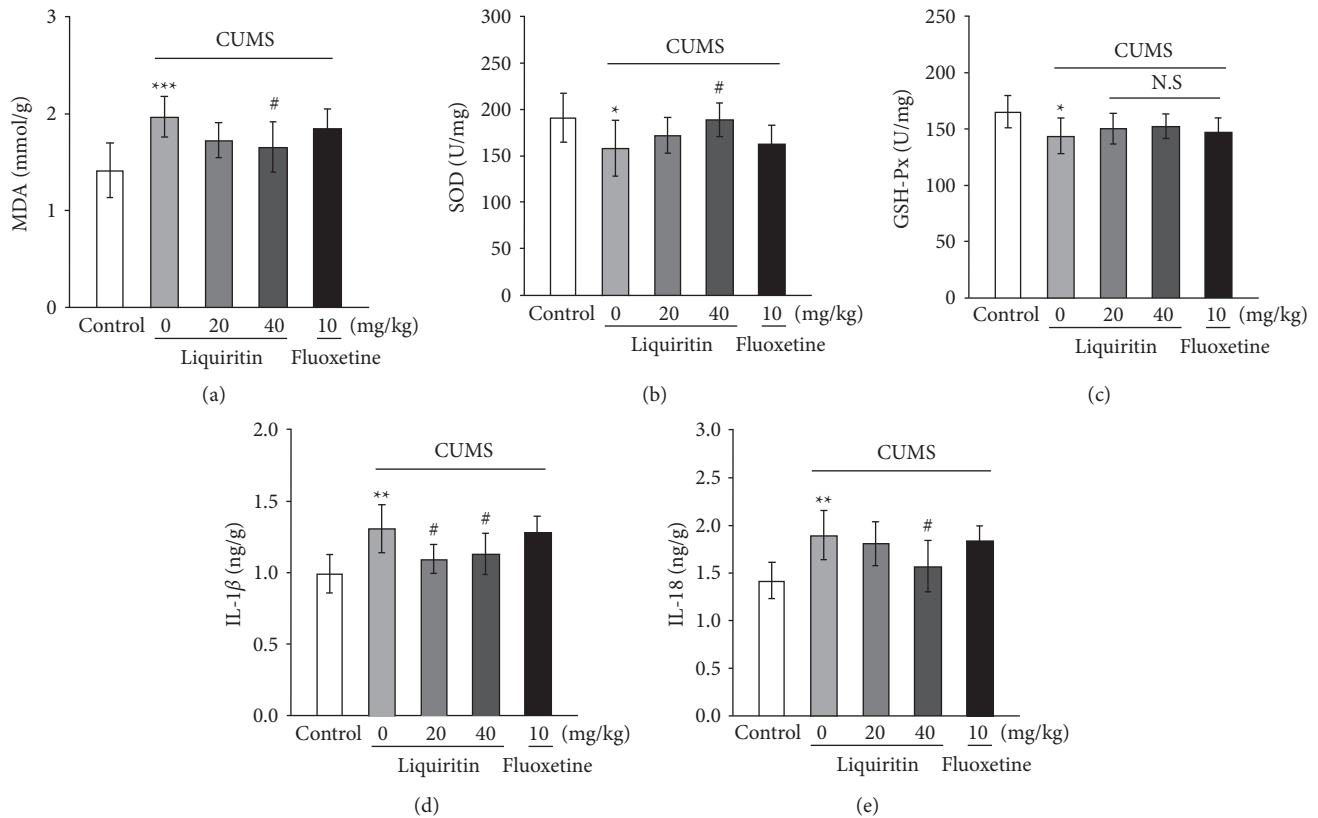 MDA (mmol/g)
3
2
1
0
CUMS
***
#
Control 0 20 40 10 (mg/kg)
Liquiritin Fluoxetine
(a)
SOD (U/mg)
300
250
200
150
100
50
0
CUMS
*
#
Control 0 20 40 10 (mg/kg)
Liquiritin Fluoxetine
(b)
GSH-Px (U/mg)
250
200
150
100
50
0
CUMS
N.S
*
Control 0 20 40 10 (mg/kg)
Liquiritin Fluoxetine
(c)
IL-1β (ng/g)
2.0
1.5
1.0
0.5
0.0
CUMS
**
# #
Control 0 20 40 10 (mg/kg)
Liquiritin Fluoxetine
(d)
IL-18 (ng/g)
3.0
2.5
2.0
1.5
1.0
0.5
0.0
CUMS
**
#
Control 0 20 40 10 (mg/kg)
Liquiritin Fluoxetine
(e)